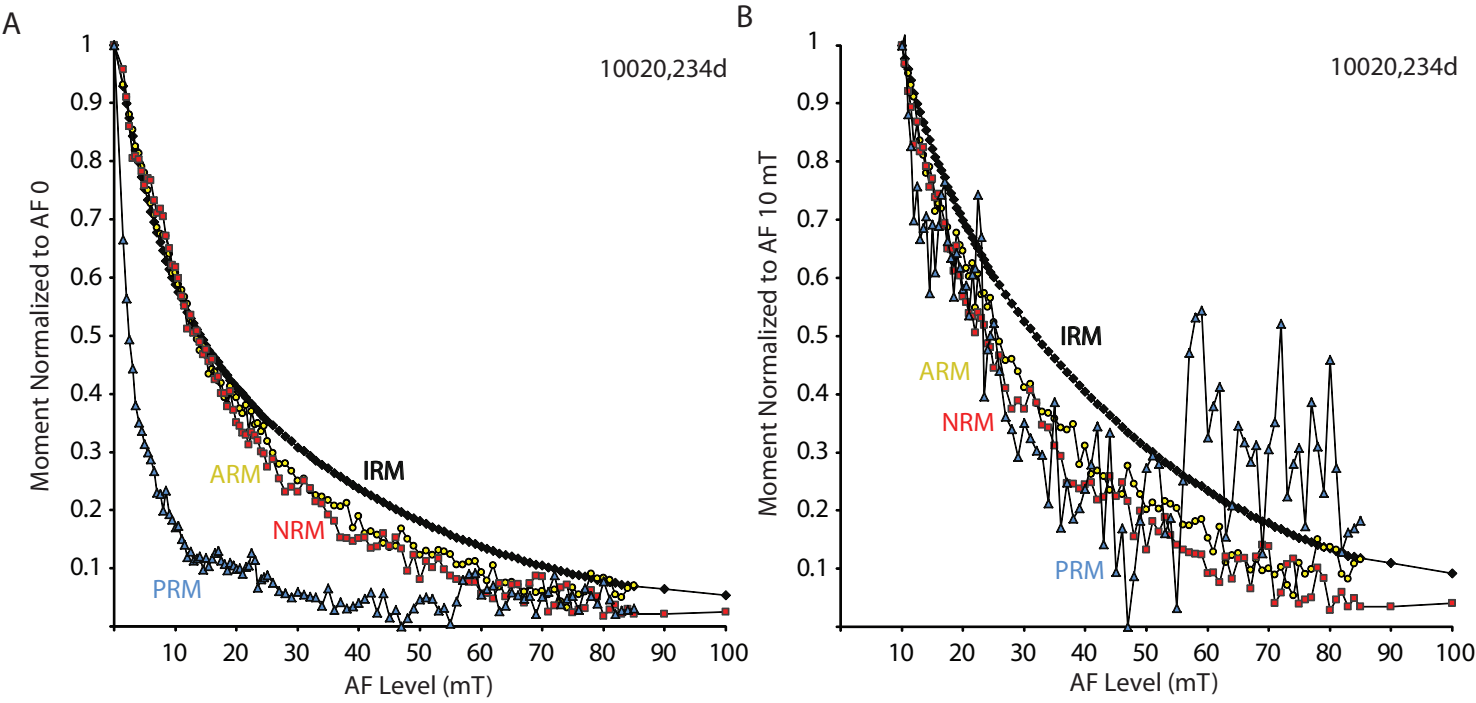 A
10020,234d
Moment Normalized to AF 0
1
0.9
0.8
0.7
0.6
0.5
0.4
0.3
0.2
0.1
IRM
ARM
NRM
PRM
10 20 30 40 50 60 70 80 90 100
AF Level (mT)
B
10020,234d
Moment Normalized to AF 10 mT
1
0.9
0.8
0.7
0.6
0.5
0.4
0.3
0.2
0.1
IRM
ARM
NRM
PRM
10 20 30 40 50 60 70 80 90 100
AF Level (mT)